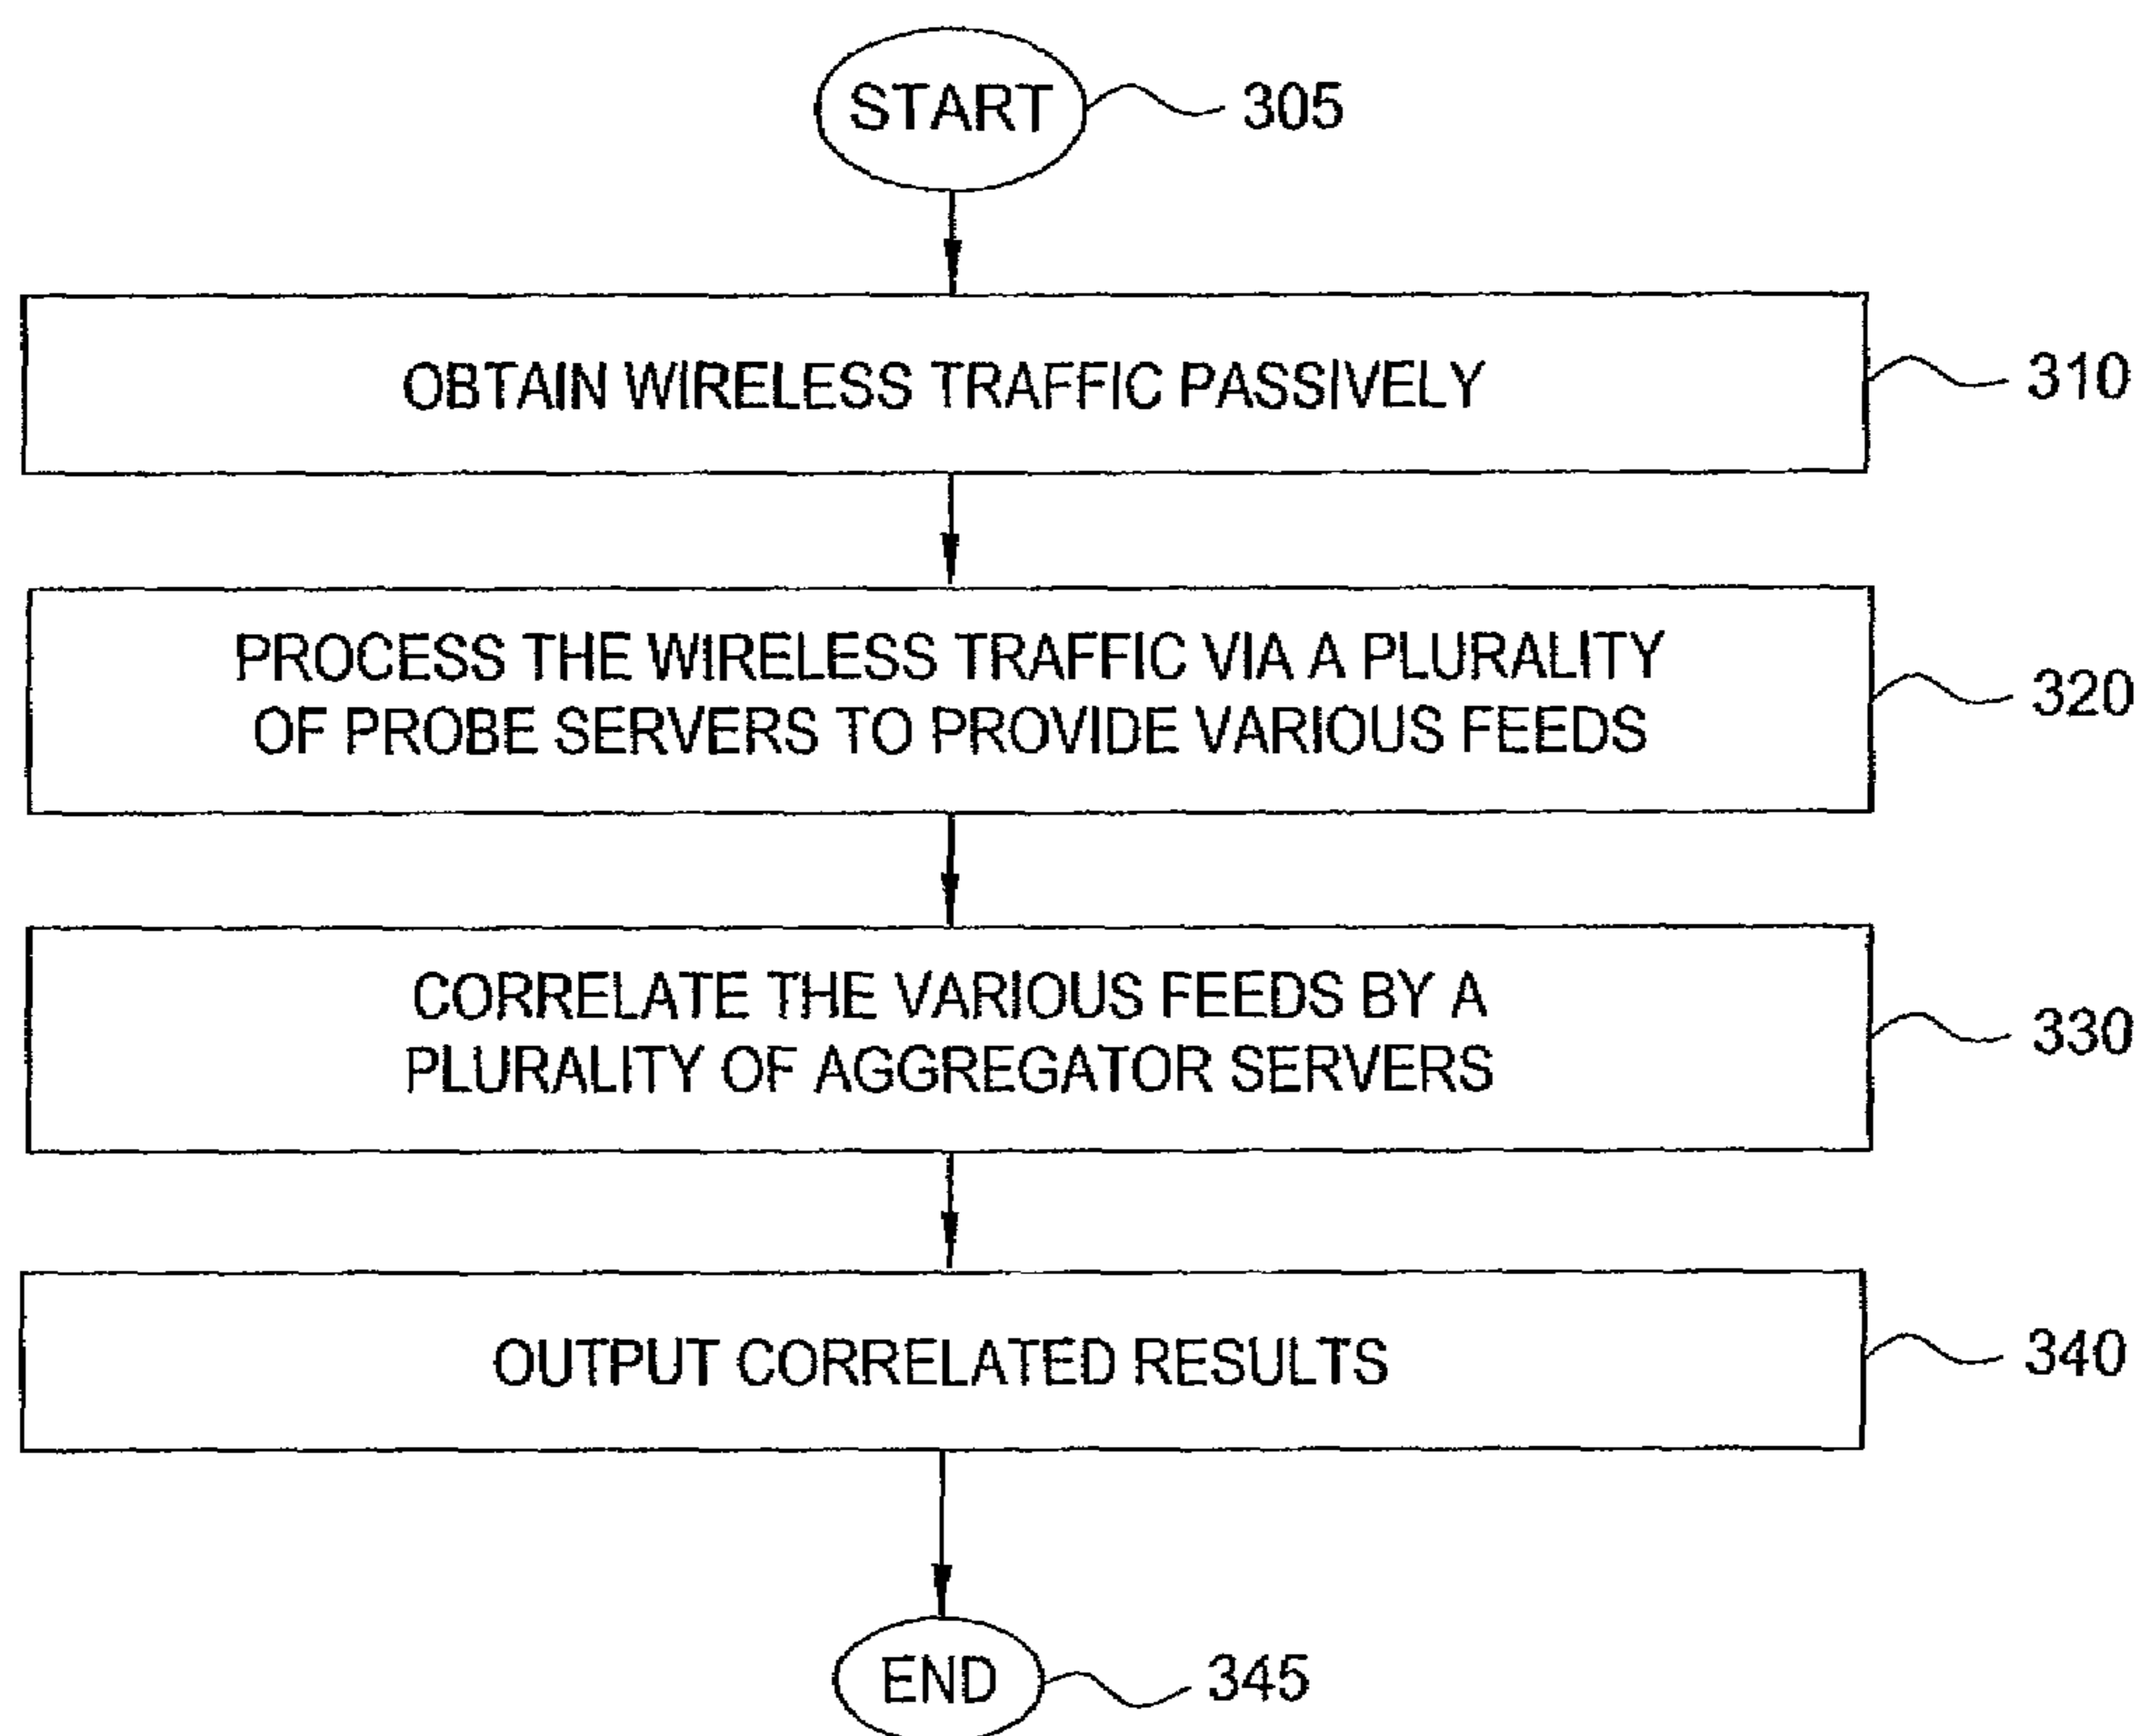 START
305
OBTAIN WIRELESS TRAFFIC PASSIVELY
310
PROCESS THE WIRELESS TRAFFIC VIA A PLURALITY
OF PROBE SERVERS TO PROVIDE VARIOUS FEEDS
320
CORRELATE THE VARIOUS FEEDS BY A
PLURALITY OF AGGREGATOR SERVERS
330
OUTPUT CORRELATED RESULTS
340
END
345